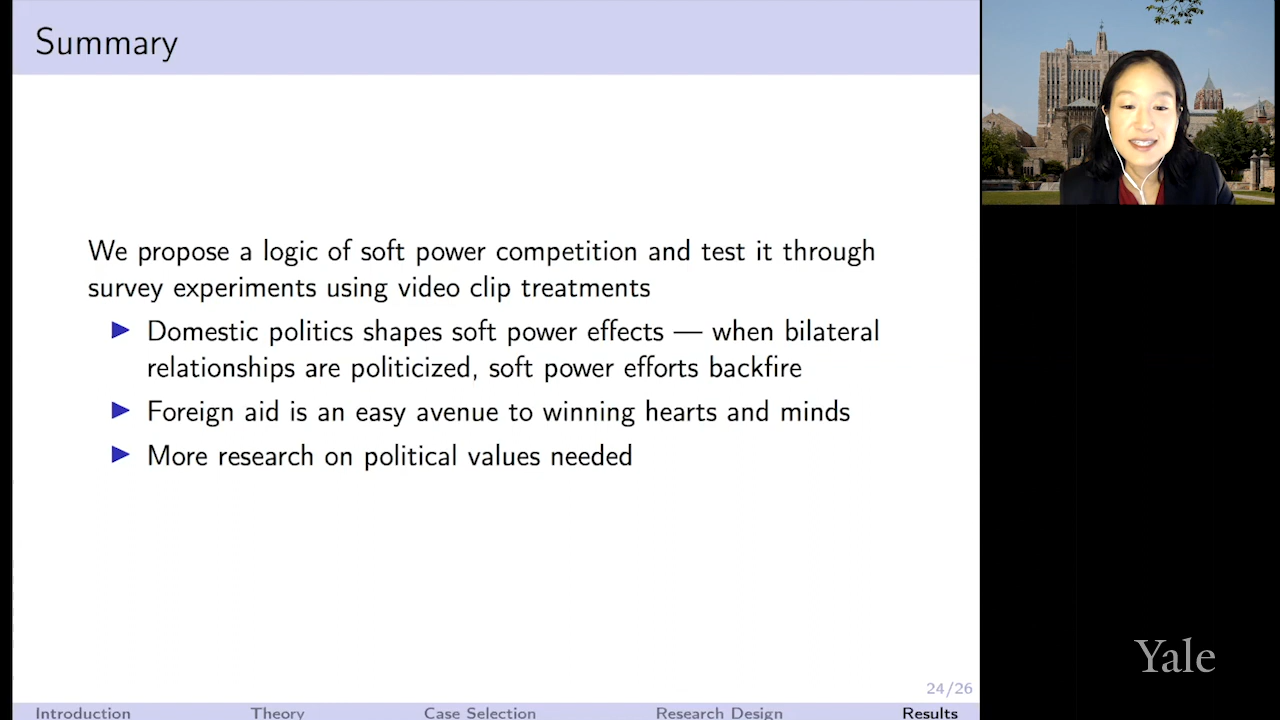 Summary
We propose a logic of soft power competition and test it through
survey experiments using video clip treatments
Domestic politics shapes soft power effects — when bilateral
relationships are politicized, soft power efforts backfire
Foreign aid is an easy avenue to winning hearts and minds
More research on political values needed
24/26
Introduction Theory Case Selection Research Design Results
Yale